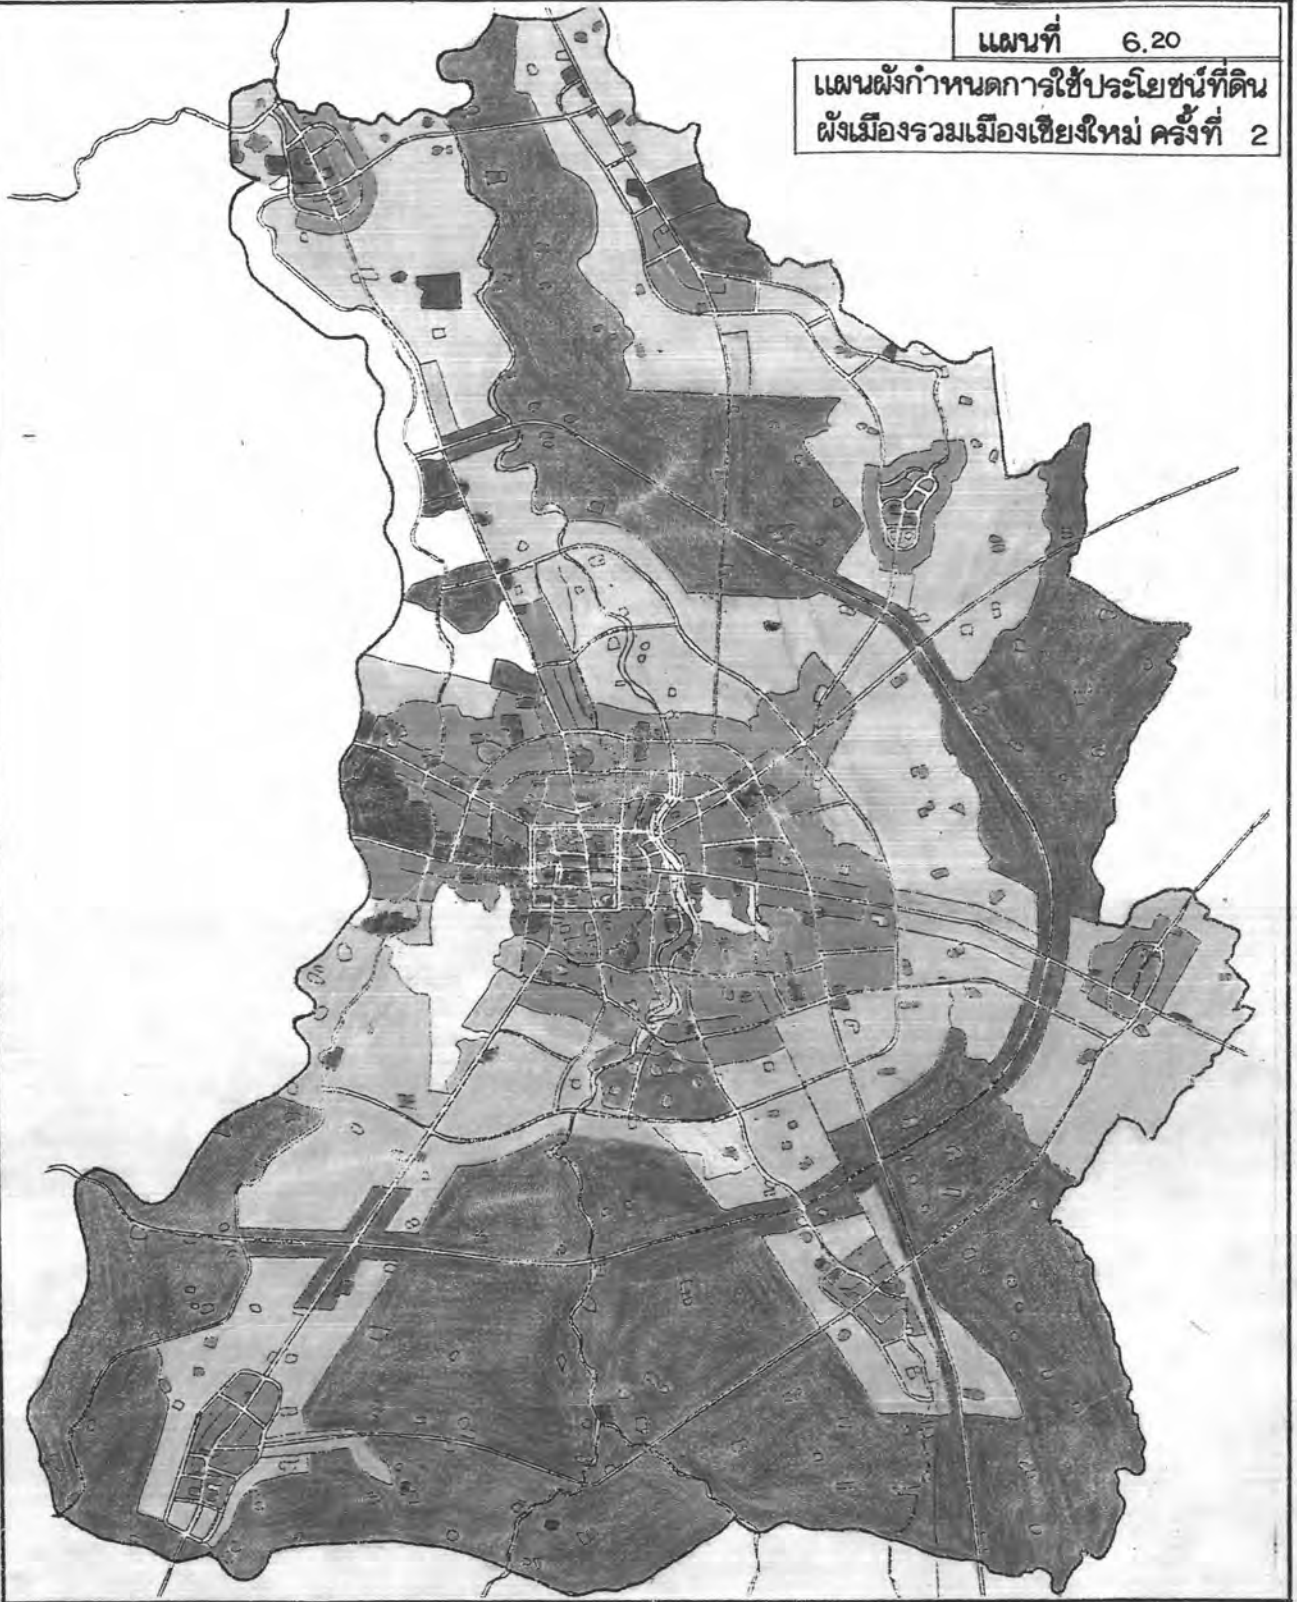 แผนที่ 6.20
แผนผังกำหนดการใช้ประโยชน์ที่ดิน
ผังเมืองรวมเมืองเชียงใหม่ ครั้งที่ 2